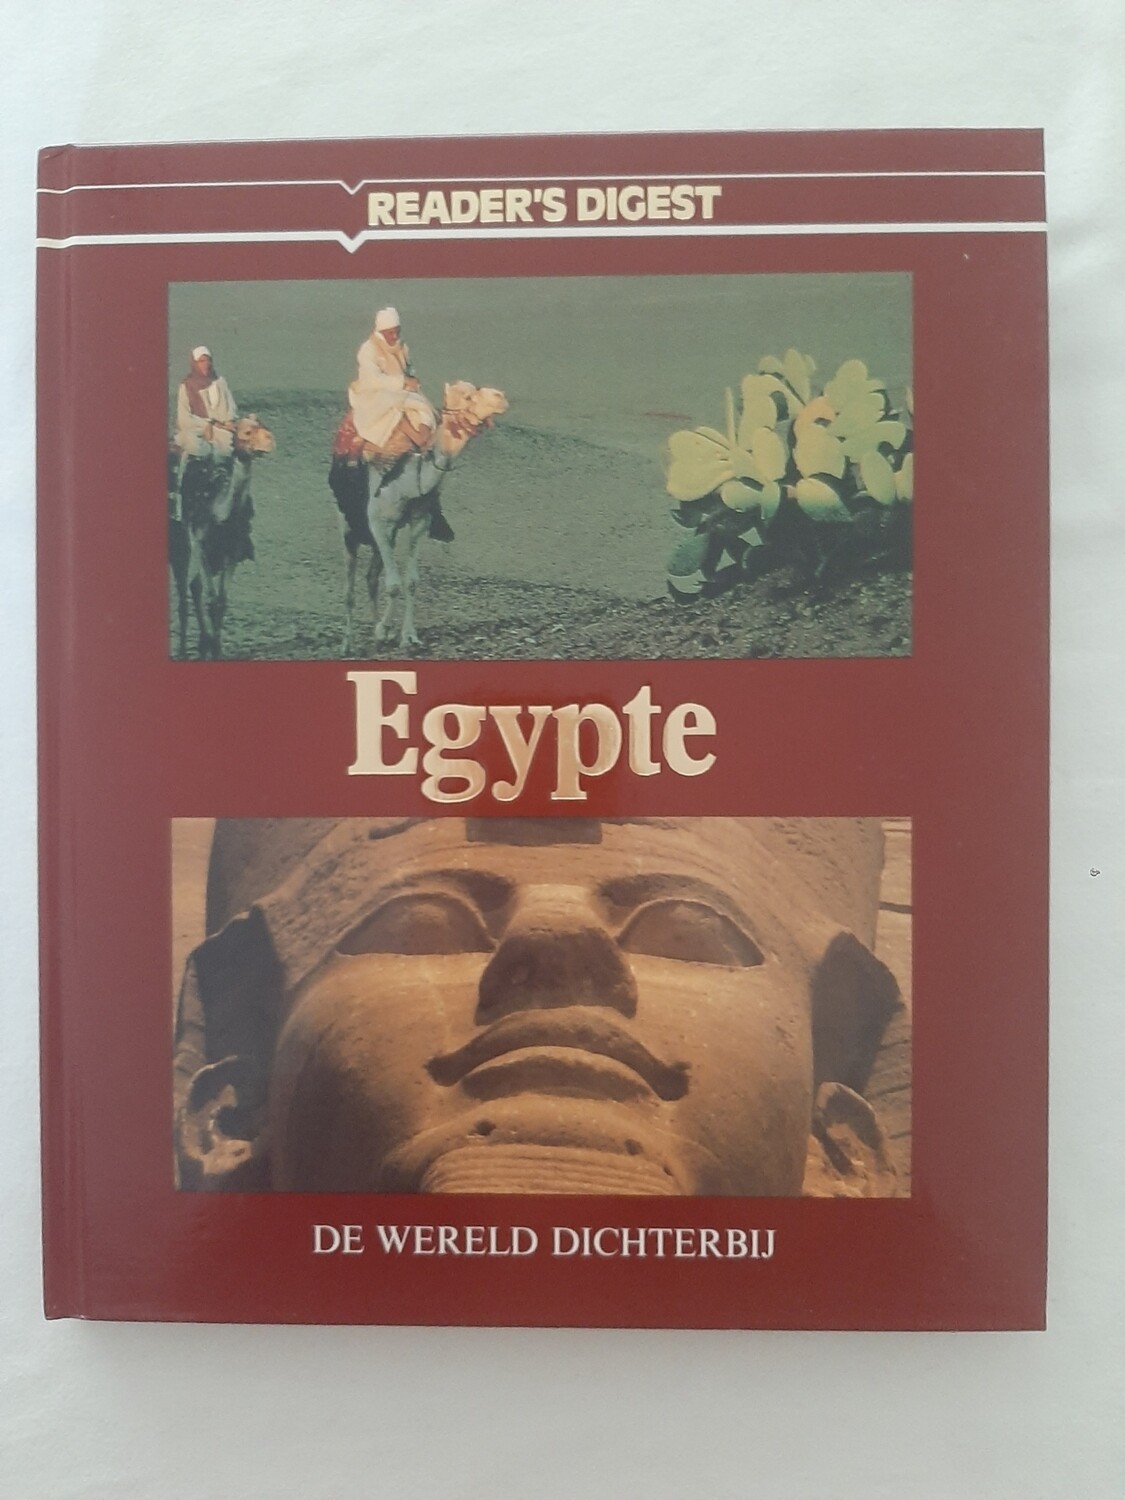 READER'S DIGEST
Egypte
DE WERELD DICHTERBIJ